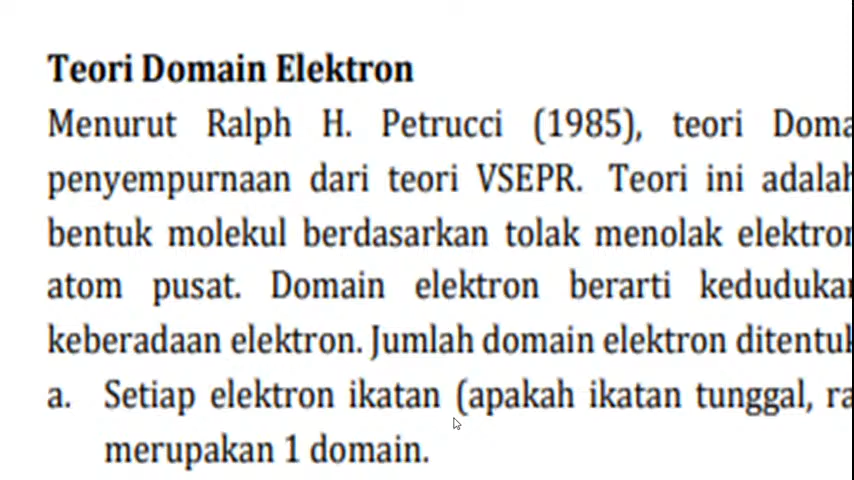 Teori Domain Elektron
Menurut Ralph H. Petrucci (1985), teori
penyempurnaan dari teori VSEPR. Teori ini
bentuk molekul berdasarkan tolak menolak
atom pusat. Domain elektron berarti
keberadaan elektron. Jumlah domain elektron
a. Setiap elektron ikatan (apakah ikatan tunggal,
merupakan 1 domain.